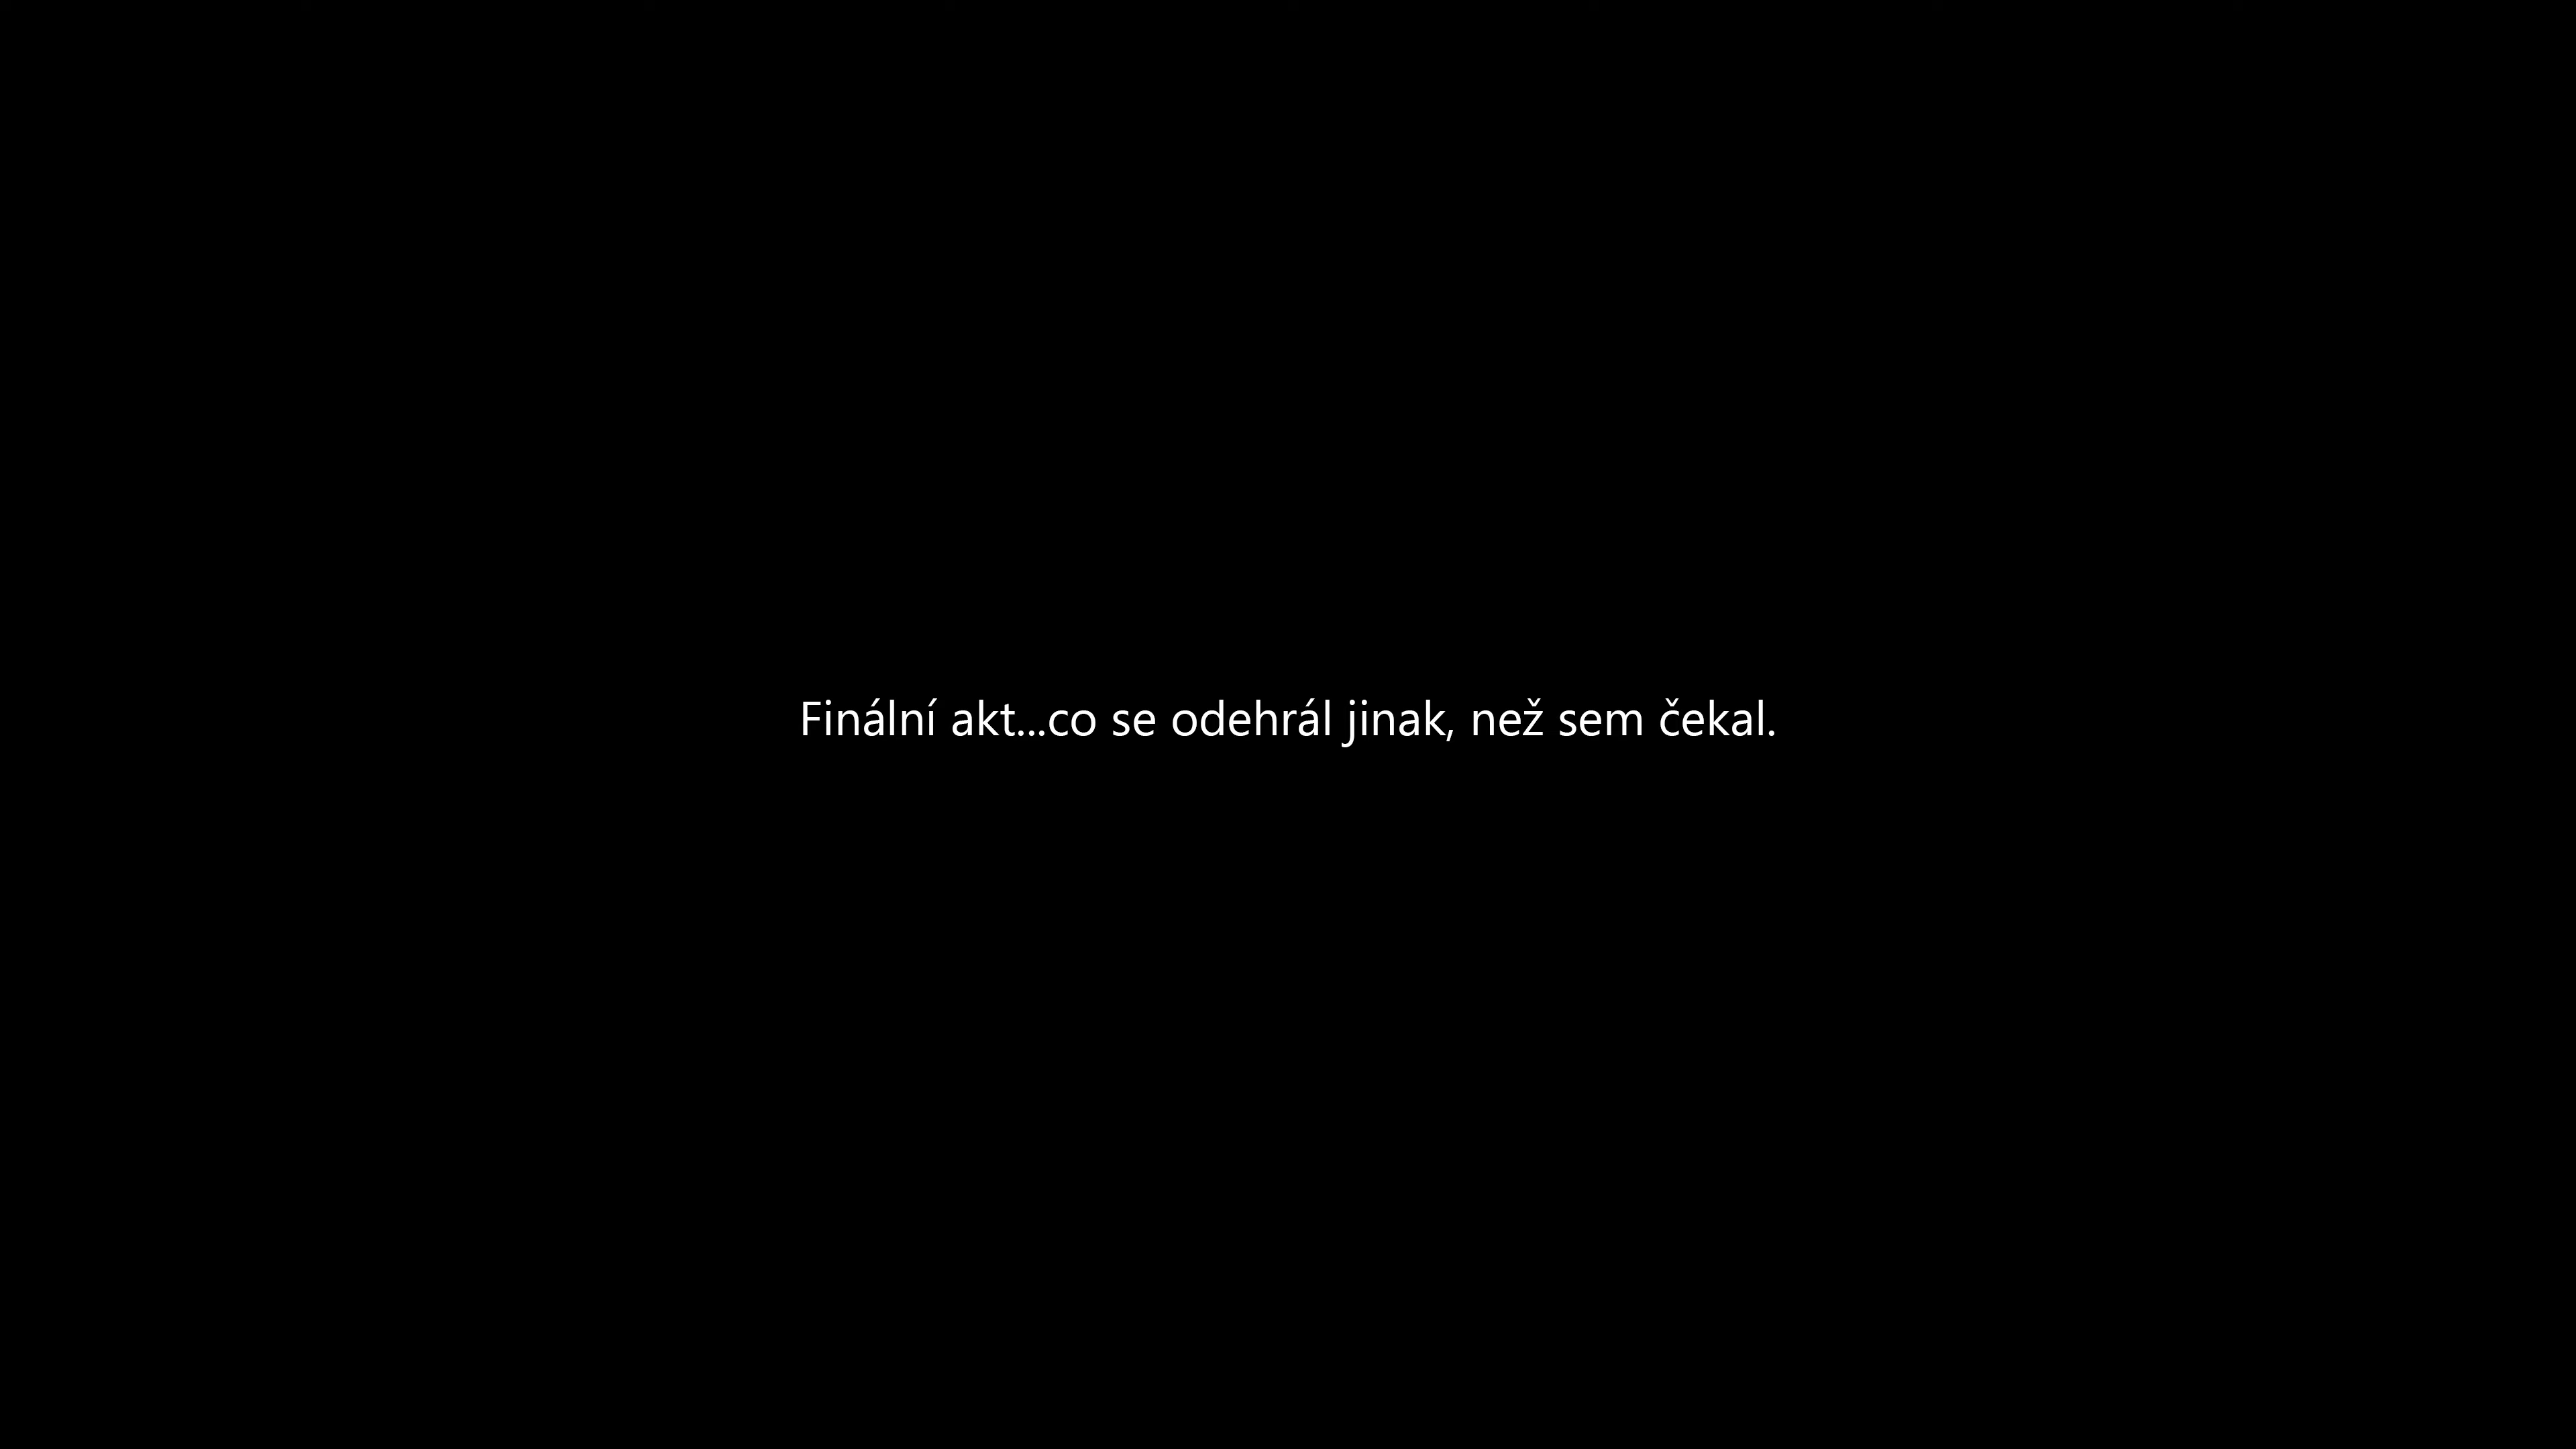 Finální akt...co se odehrál jinak, než sem čekal.